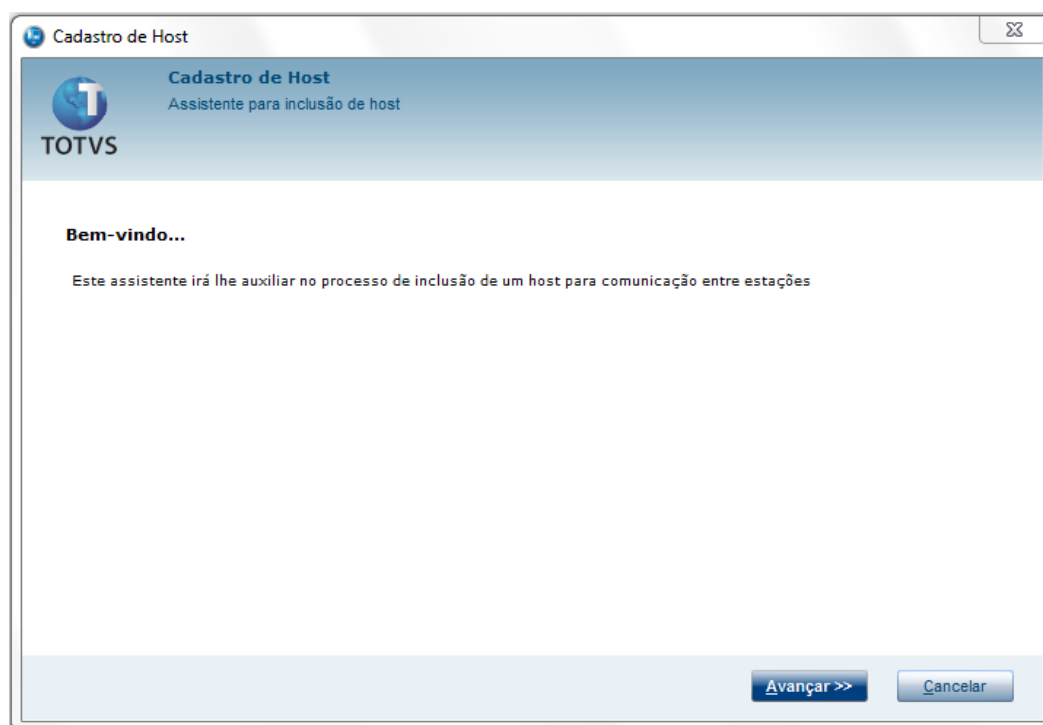 Cadastro de Host
Cadastro de Host
Assistente para inclusão de host
T
TOTVS
Bem-vindo...
Este assistente irá lhe auxiliar no processo de inclusão de um host para comunicação entre estações
Avançar >> Cancelar